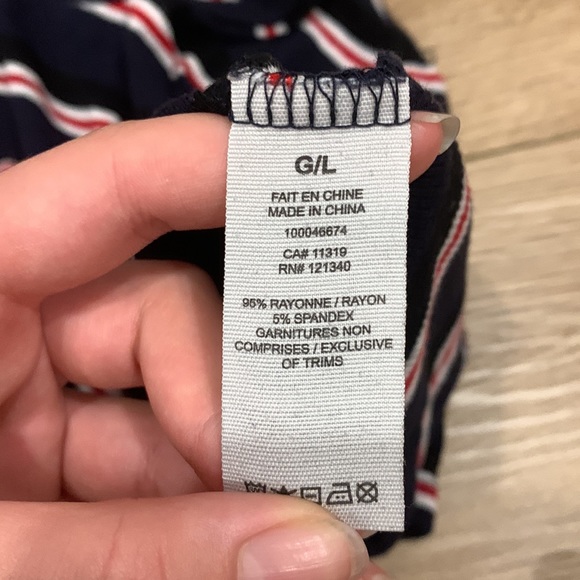 G/L
FAIT EN CHINE
MADE IN CHINA
100046674
CA# 11319
RN# 121340
95% RAYONNE / RAYON
5% SPANDEX
GARNITURES NON
COMPRISES / EXCLUSIVE
OF TRIMS